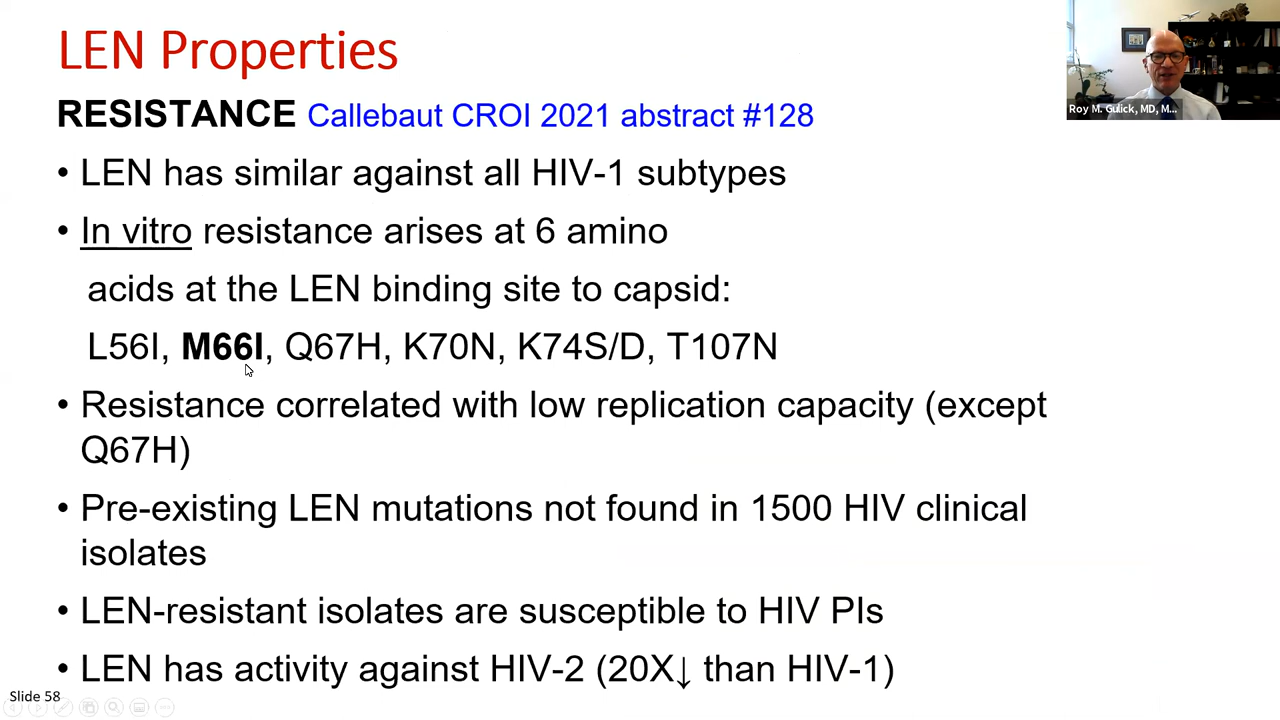 LEN Properties
RESISTANCE Callebaut CROI 2021 abstract #128
• LEN has similar against all HIV-1 subtypes
• In vitro resistance arises at 6 amino
acids at the LEN binding site to capsid:
L56I, M66I, Q67H, K70N, K74S/D, T107N
• Resistance correlated with low replication capacity (except
Q67H)
• Pre-existing LEN mutations not found in 1500 HIV clinical
isolates
• LEN-resistant isolates are susceptible to HIV PIs
• LEN has activity against HIV-2 (20X↓ than HIV-1)
Slide 58
Roy M. Gulick, MD, M...